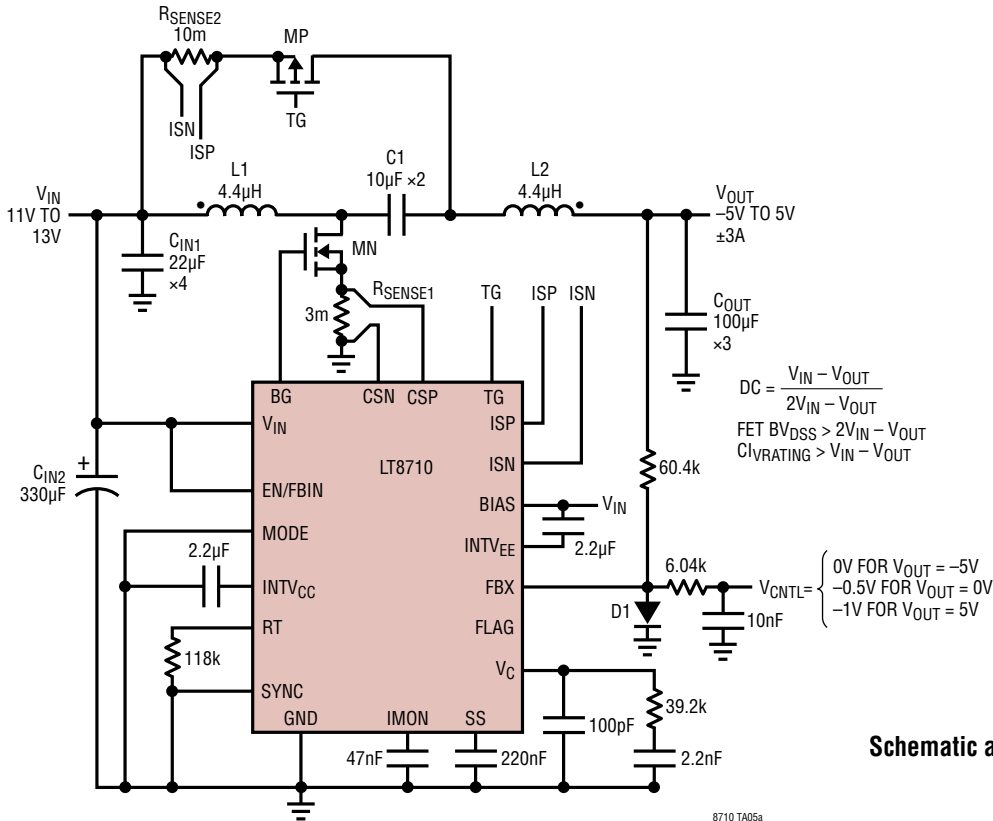 RSENSE2
10m
MP
TG
ISN
ISP
L1
4.4µH
C1
10µF ×2
L2
4.4µH
VIN
11V TO
13V
VOUT
–5V TO 5V
±3A
CIN1
22µF
×4
MN
RSENSE1
3m
TG
ISP
ISN
COUT
100µF
×3
DC = VIN – VOUT
2VIN – VOUT
FET BVDSS > 2VIN – VOUT
CIVRATING > VIN – VOUT
BG
CSN
CSP
TG
VIN
ISP
LT8710
ISN
60.4k
CIN2
330µF
+
EN/FBIN
BIAS
VIN
MODE
2.2µF
INTVEE
2.2µF
INTVCC
FBX
6.04k
VCNTL=
0V FOR VOUT = –5V
–0.5V FOR VOUT = 0V
–1V FOR VOUT = 5V
D1
10nF
RT
FLAG
118k
VC
SYNC
39.2k
GND
IMON
SS
100pF
47nF
220nF
2.2nF
Schematic a
8710 TA05a